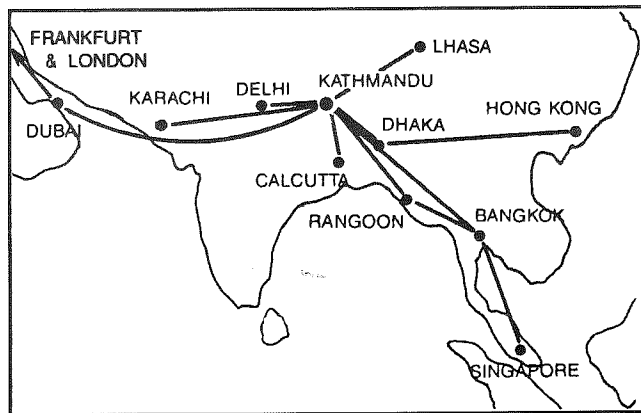 FRANKFURT
& LONDON
LHASA
KATHMANDU
DELHI
KARACHI
DUBAI
DHAKA
HONG KONG
CALCUTTA
RANGOON
BANGKOK
SINGAPORE